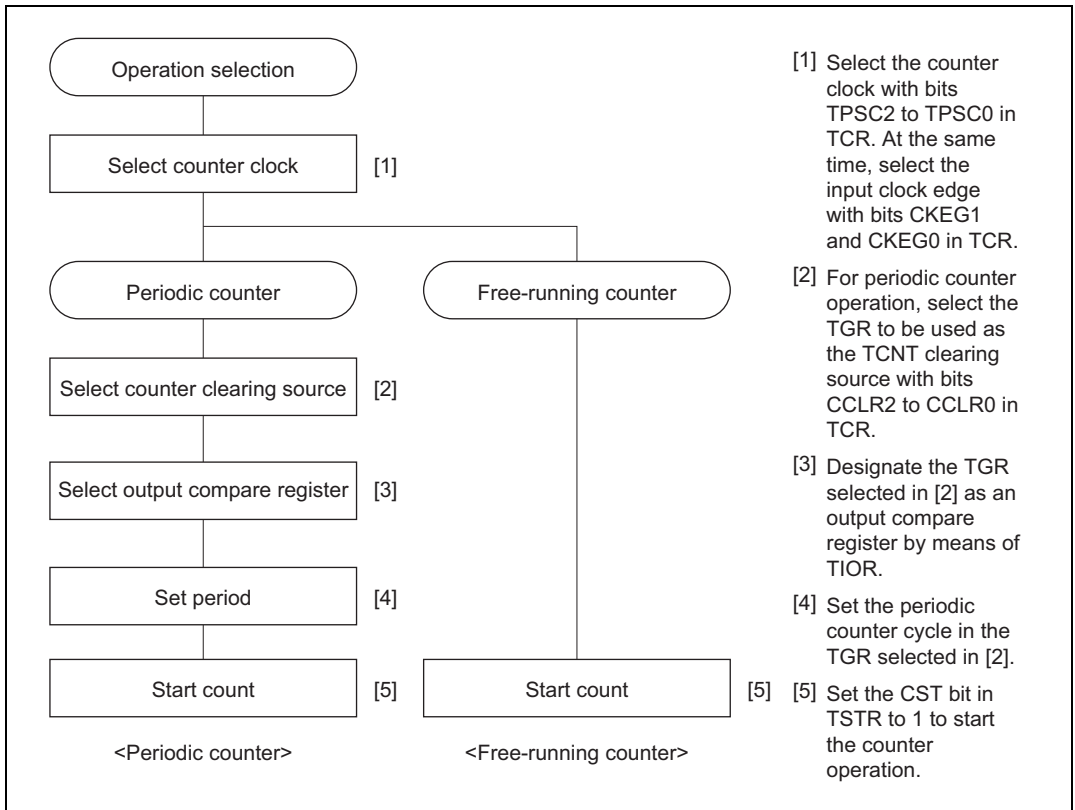 Operation selection
Select counter clock [1]
Periodic counter
Free-running counter
Select counter clearing source [2]
Select output compare register [3]
Set period [4]
Start count [5]
Start count [5]
<Periodic counter>
<Free-running counter>
[1] Select the counter
clock with bits
TPSC2 to TPSC0 in
TCR. At the same
time, select the
input clock edge
with bits CKEG1
and CKEG0 in TCR.
[2] For periodic counter
operation, select the
TGR to be used as
the TCNT clearing
source with bits
CCLR2 to CCLR0 in
TCR.
[3] Designate the TGR
selected in [2] as an
output compare
register by means of
TIOR.
[4] Set the periodic
counter cycle in the
TGR selected in [2].
[5] Set the CST bit in
TSTR to 1 to start
the counter
operation.